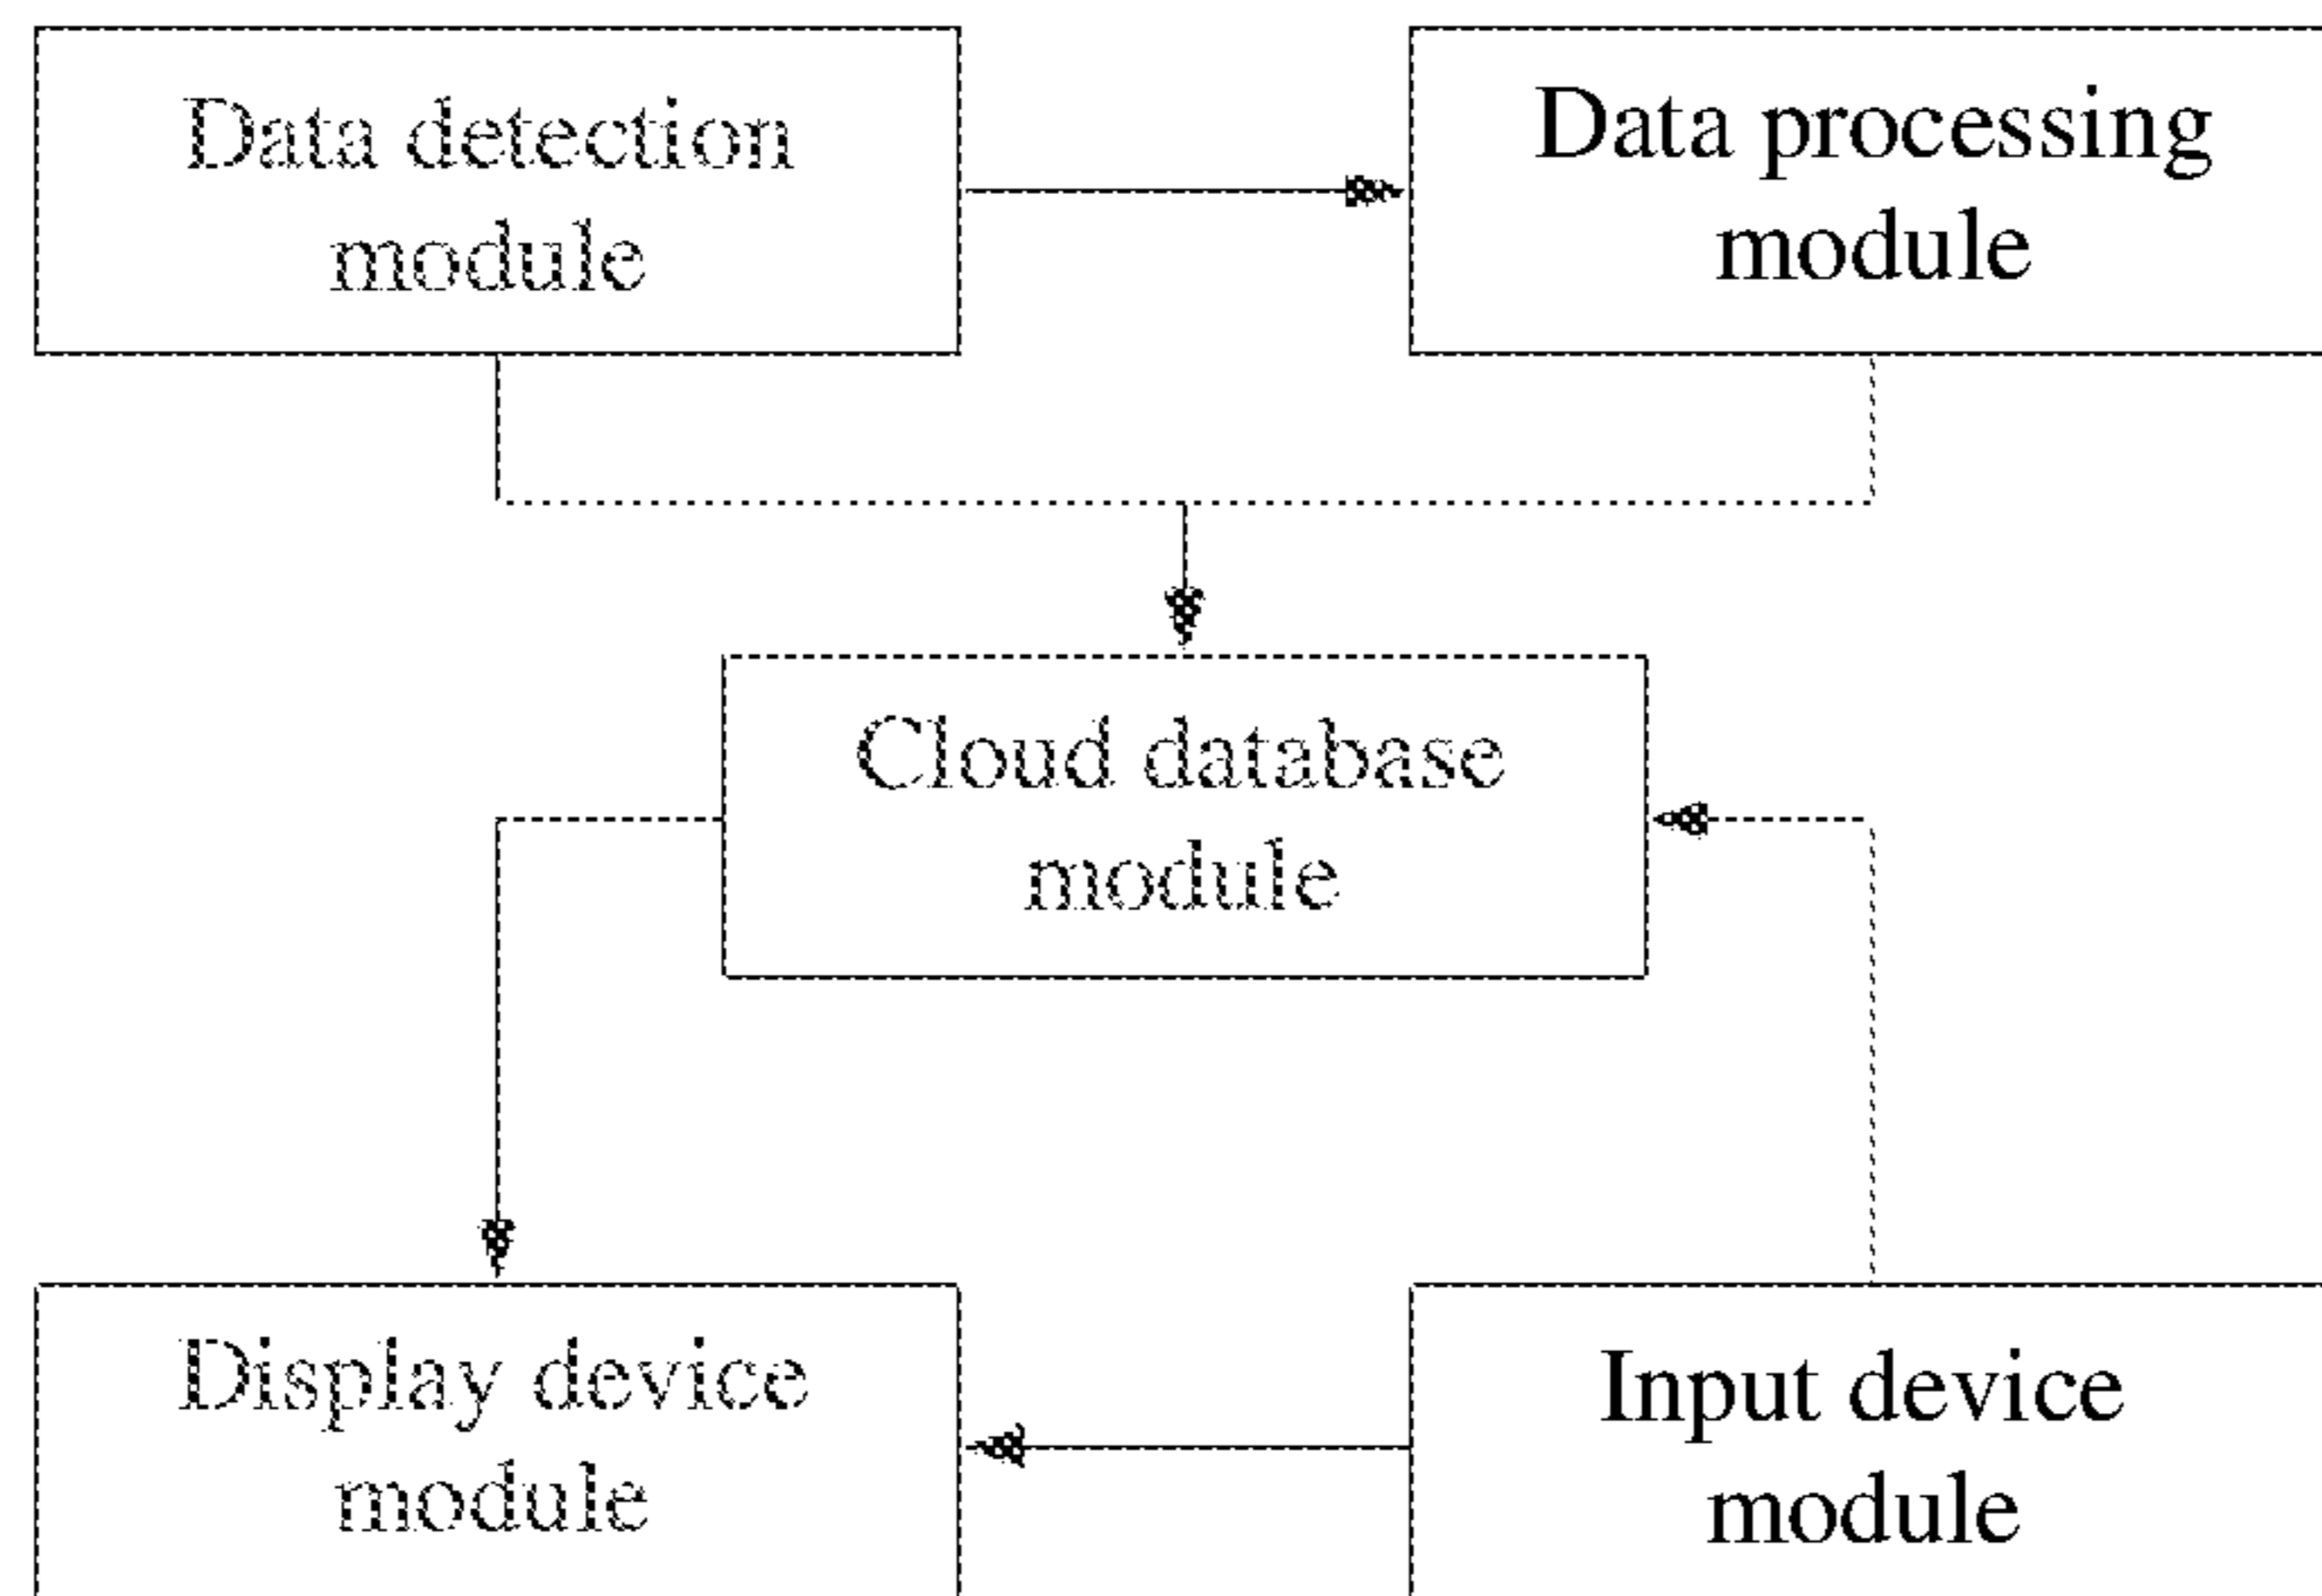 Data detection
module
Data processing
module
Cloud database
module
Display device
module
Input device
module